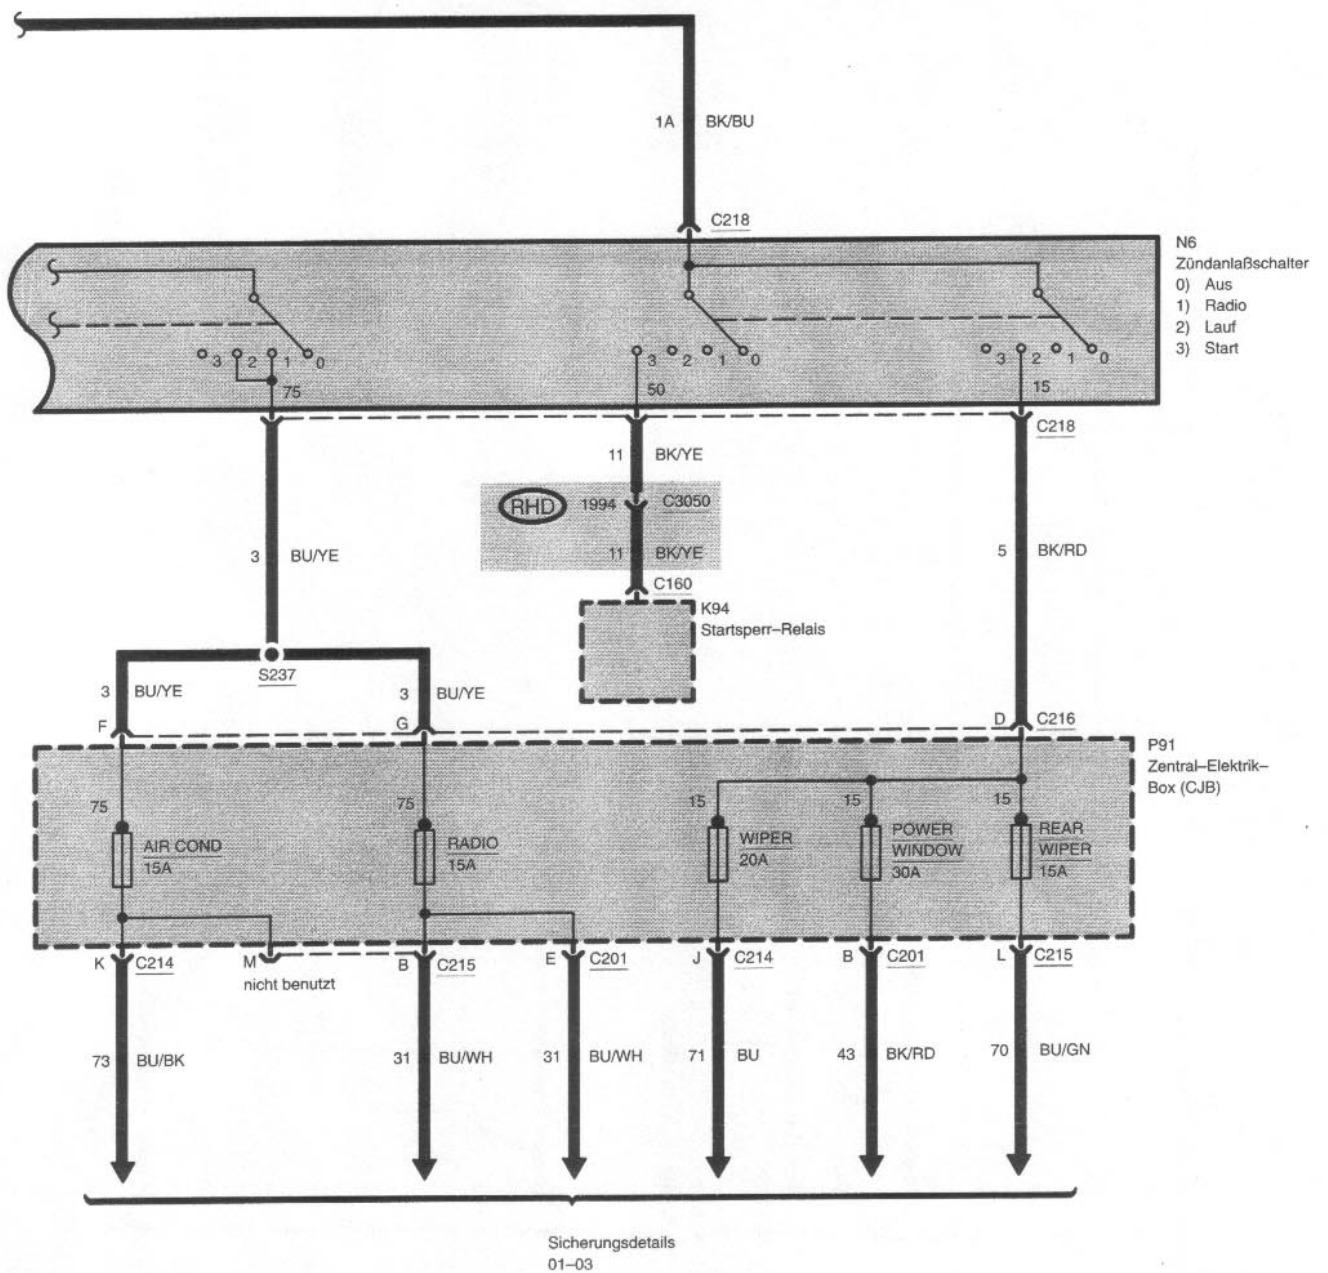 1A BK/BU
C218
N6
Zündanlaßschalter
0) Aus
1) Radio
2) Lauf
3) Start
3 2 1 0
75
3 2 1 0
50
3 2 1 0
15
C218
11 BK/YE
RHD 1994 C3050
11 BK/YE
C160
K94
Startsperr–Relais
3 BU/YE
5 BK/RD
S237
3 BU/YE
3 BU/YE
F G D C216
P91
Zentral–Elektrik–
Box (CJB)
75 75 15 15 15
AIR COND
15A
RADIO
15A
WIPER
20A
POWER
WINDOW
30A
REAR
WIPER
15A
K C214 M B C215 E C201 J C214 B C201 L C215
nicht benutzt
73 BU/BK 31 BU/WH 31 BU/WH 71 BU 43 BK/RD 70 BU/GN
Sicherungsdetails
01–03